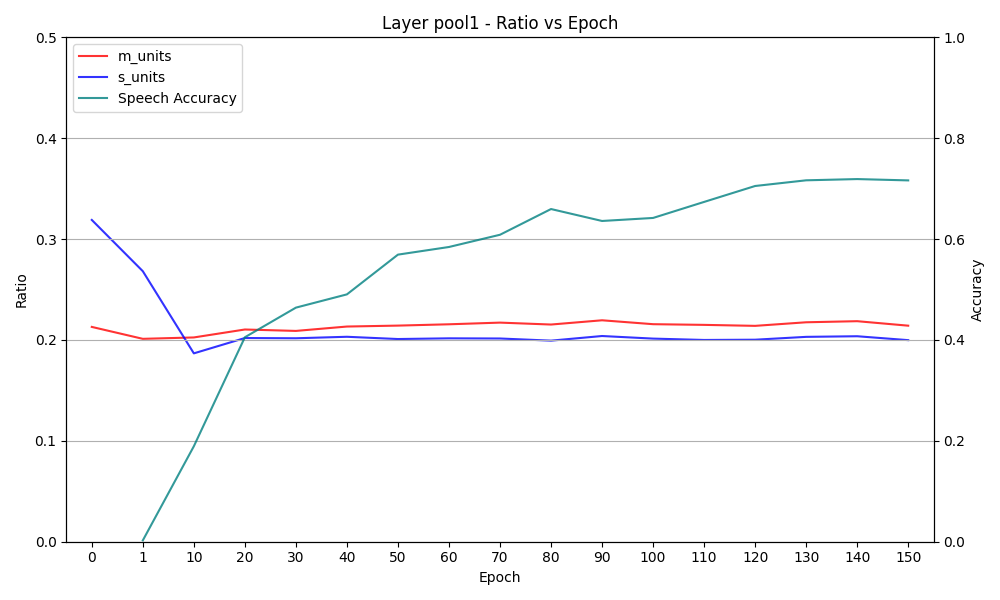 Layer pool1 - Ratio vs Epoch
m_units
s_units
Speech Accuracy
0.5
0.4
0.3
0.2
0.1
0.0
Ratio
1.0
0.8
0.6
0.4
0.2
0.0
Accuracy
0 1 10 20 30 40 50 60 70 80 90 100 110 120 130 140 150
Epoch